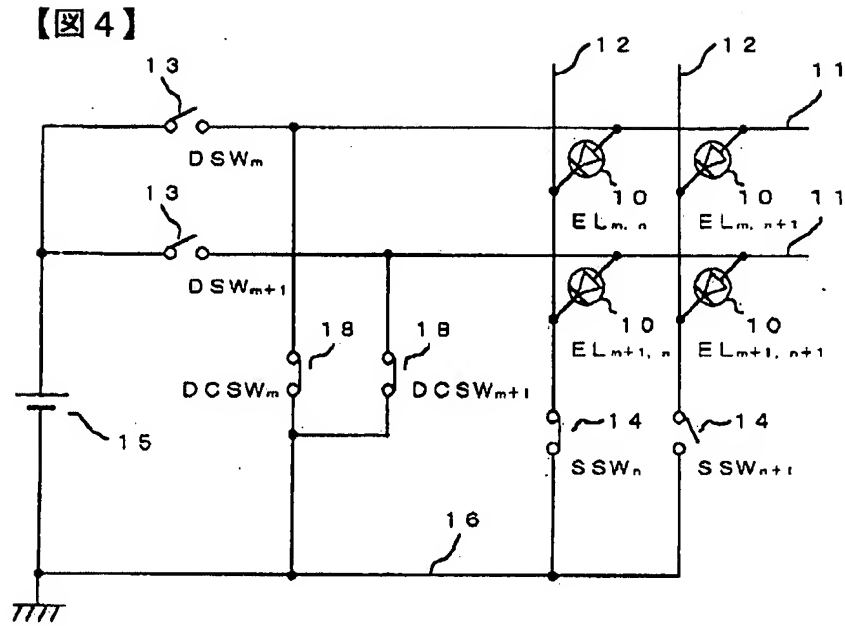 【図4】
12 12
13 11
DSWm
10 10
13 ELm, n ELm, n+1 11
DSWm+1
10 10
18 18 ELm+1, n ELm+1, n+1
DCSWm DCSWm+1
14 14
15 SSWn SSWn+1
16